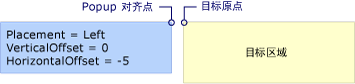 Popup 对齐点
目标原点
Placement = Left
VerticalOffset = 0
HorizontalOffset = -5
目标区域